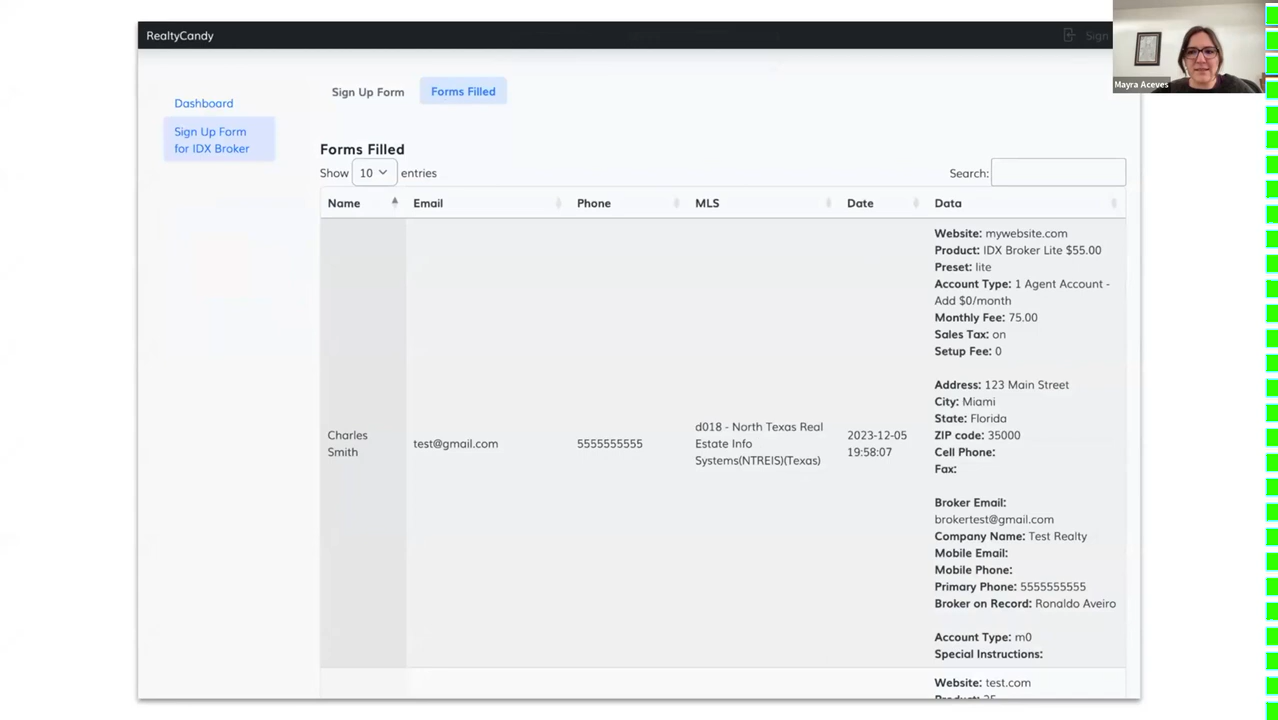 RealtyCandy
Sign
Mayra Aceves
Dashboard
Sign Up Form
for IDX Broker
Sign Up Form
Forms Filled
Forms Filled
Show 10 entries
Search:
Name
Email
Phone
MLS
Date
Data
Charles
Smith
test@gmail.com
5555555555
d018 - North Texas Real
Estate Info
Systems(NTREIS)(Texas)
2023-12-05
19:58:07
Website: mywebsite.com
Product: IDX Broker Lite $55.00
Preset: lite
Account Type: 1 Agent Account -
Add $0/month
Monthly Fee: 75.00
Sales Tax: on
Setup Fee: 0
Address: 123 Main Street
City: Miami
State: Florida
ZIP code: 35000
Cell Phone:
Fax:
Broker Email:
brokertest@gmail.com
Company Name: Test Realty
Mobile Email:
Mobile Phone:
Primary Phone: 5555555555
Broker on Record: Ronaldo Aveiro
Account Type: m0
Special Instructions:
Website: test.com